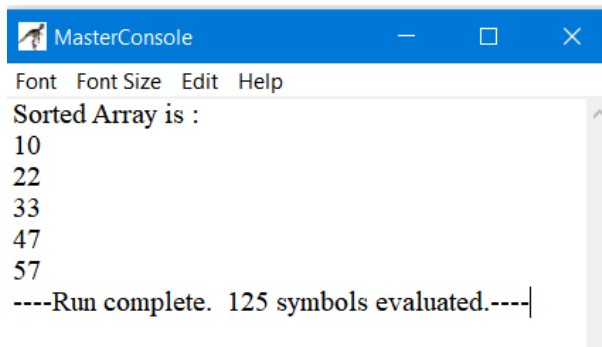 MasterConsole
Font Font Size Edit Help
Sorted Array is :
10
22
33
47
57
----Run complete.  125 symbols evaluated.----